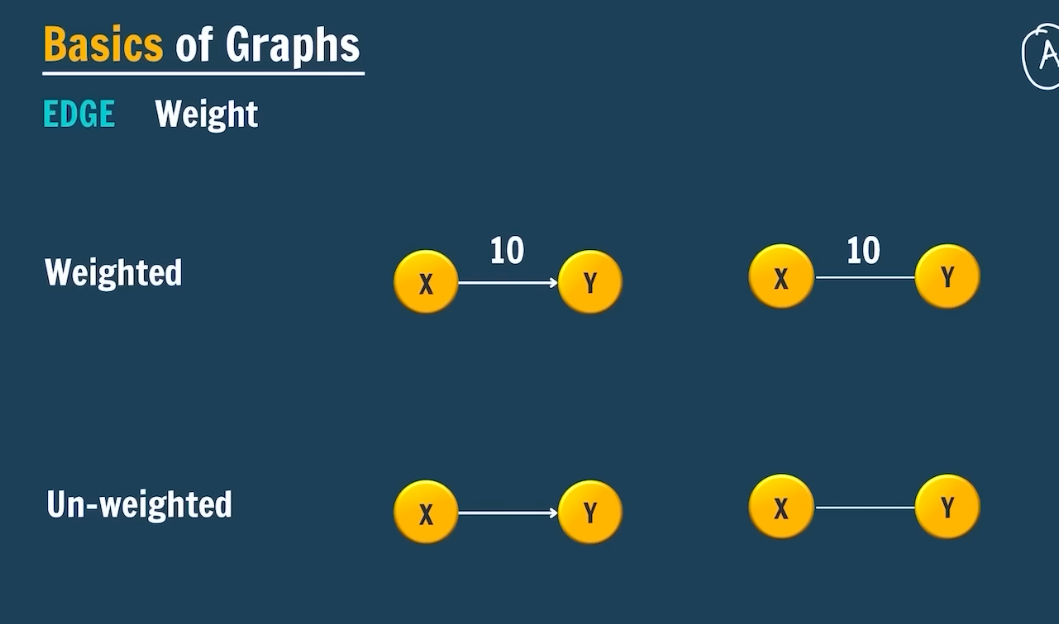 Basics of Graphs
A
EDGE Weight
10 10
Weighted X Y X Y
Un-weighted X Y X Y